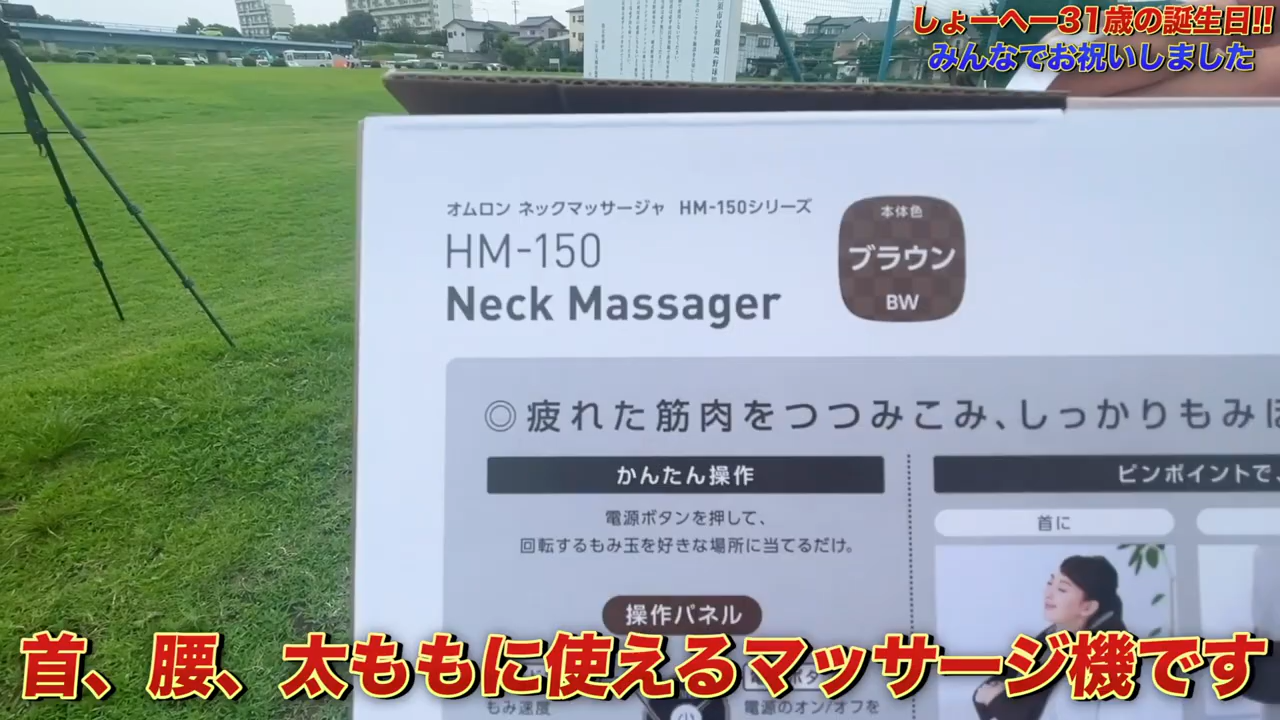 しょーへー31歳の誕生日!!
みんなでお祝いしました
オムロン ネックマッサージャ HM-150シリーズ
HM-150
Neck Massager
本体色
ブラウン
BW
◎疲れた筋肉をつつみこみ、しっかりもみほ
かんたん操作
電源ボタンを押して、
回転するもみ玉を好きな場所に当てるだけ。
ピンポイントで、
首に
操作パネル
首、腰、太ももに使えるマッサージ機です
もみ速度
電源のオン/オフを